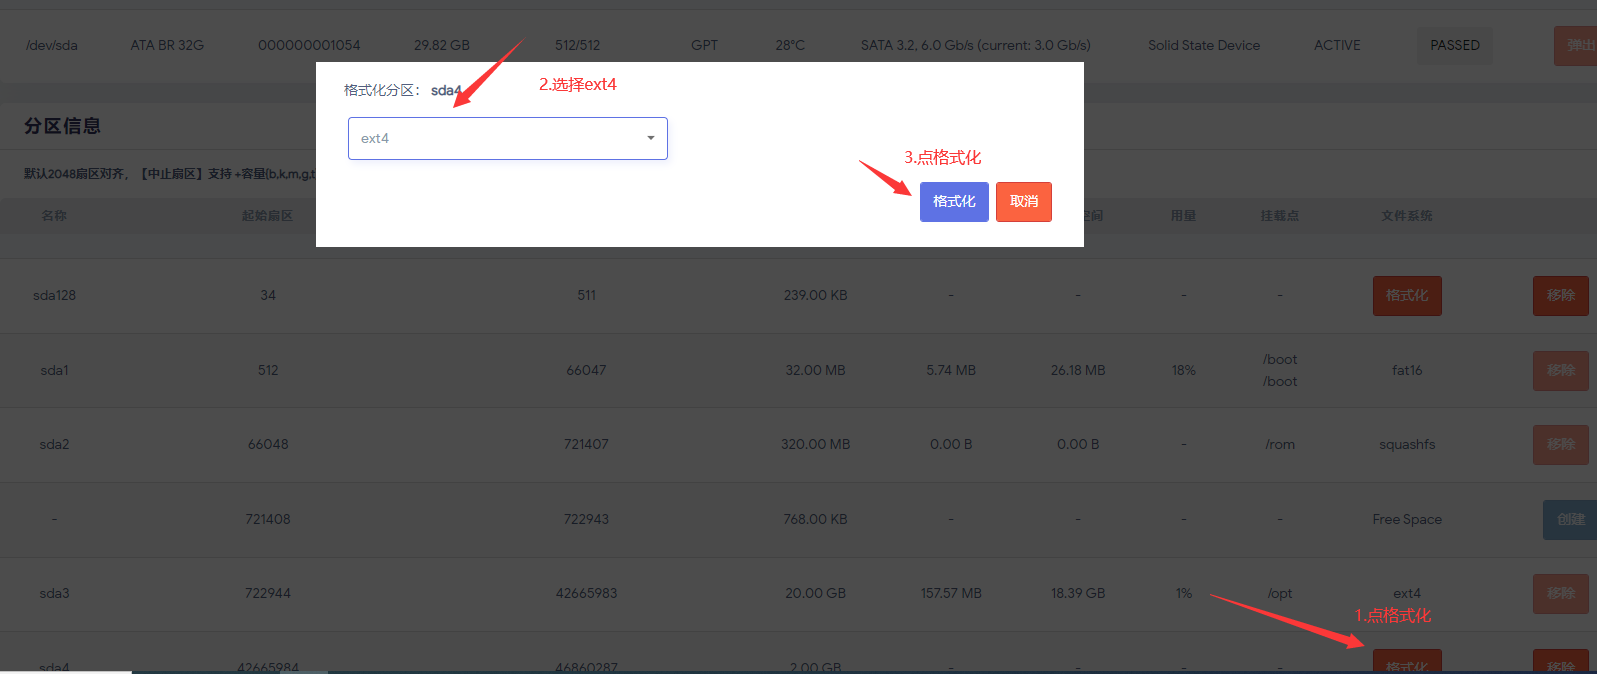 /dev/sda ATA BR 32G 000000001054 29.82 GB 512/512 GPT 28°C SATA 3.2, 6.0 Gb/s (current: 3.0 Gb/s) Solid State Device ACTIVE PASSED 弹出
格式化分区： sda4 2.选择ext4
分区信息
ext4
3.点格式化
默认2048扇区对齐，【中止扇区】支持 +容量(b,k,m,g,t
格式化 取消
名称 起始扇区 空间 用量 挂载点 文件系统
sda128 34 511 239.00 KB - - - - 格式化 移除
sda1 512 66047 32.00 MB 5.74 MB 26.18 MB 18% /boot
/boot fat16 移除
sda2 66048 721407 320.00 MB 0.00 B 0.00 B - /rom squashfs 移除
- 721408 722943 768.00 KB - - - - Free Space 创建
sda3 722944 42665983 20.00 GB 157.57 MB 18.39 GB 1% /opt ext4 移除
1.点格式化
sda4 42665984 46860287 2.00 GB - - - - 格式化 移除